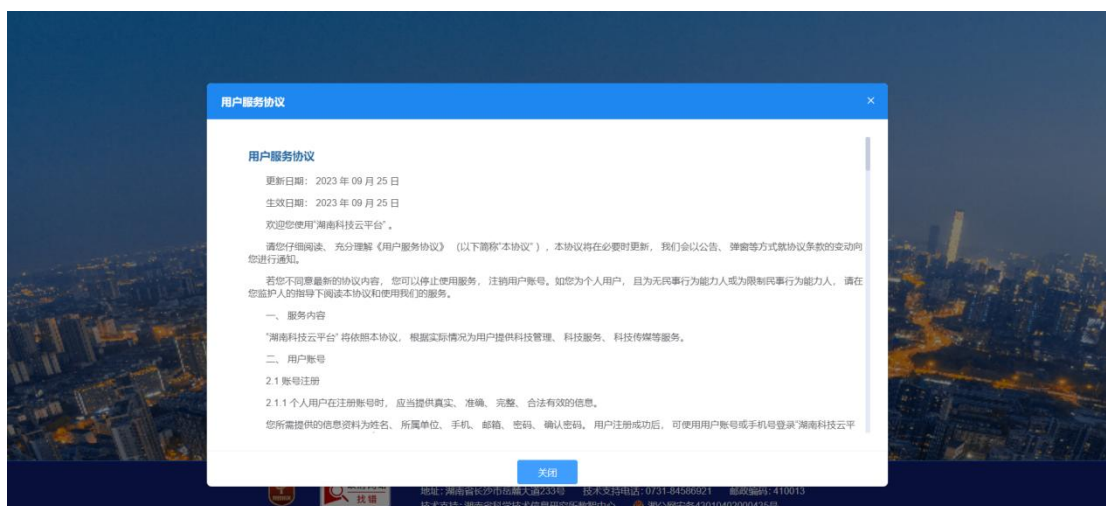 用户服务协议
×
用户服务协议
更新日期： 2023 年 09 月 25 日
生效日期： 2023 年 09 月 25 日
欢迎您使用"湖南科技云平台"。
请您仔细阅读、 充分理解《用户服务协议》 （以下简称"本协议"）， 本协议将在必要时更新， 我们会以公告、 弹窗等方式就协议条款的变动向
您进行通知。
若您不同意最新的协议内容， 您可以停止使用服务， 注销用户账号。如您为个人用户， 且为无民事行为能力人或为限制民事行为能力人， 请在
您监护人的指导下阅读本协议和使用我们的服务。
一、 服务内容
"湖南科技云平台" 将依照本协议， 根据实际情况为用户提供科技管理、 科技服务、 科技传媒等服务。
二、 用户账号
2.1 账号注册
2.1.1 个人用户在注册账号时， 应当提供真实、 准确、 完整、 合法有效的信息。
您所需提供的信息资料为姓名、 所属单位、 手机、 邮箱、 密码、 确认密码。 用户注册成功后， 可使用用户账号或手机号登录"湖南科技云平
关闭
找错
地址: 湖南省长沙市岳麓大道233号 技术支持电话: 0731-84586921 邮政编码: 410013